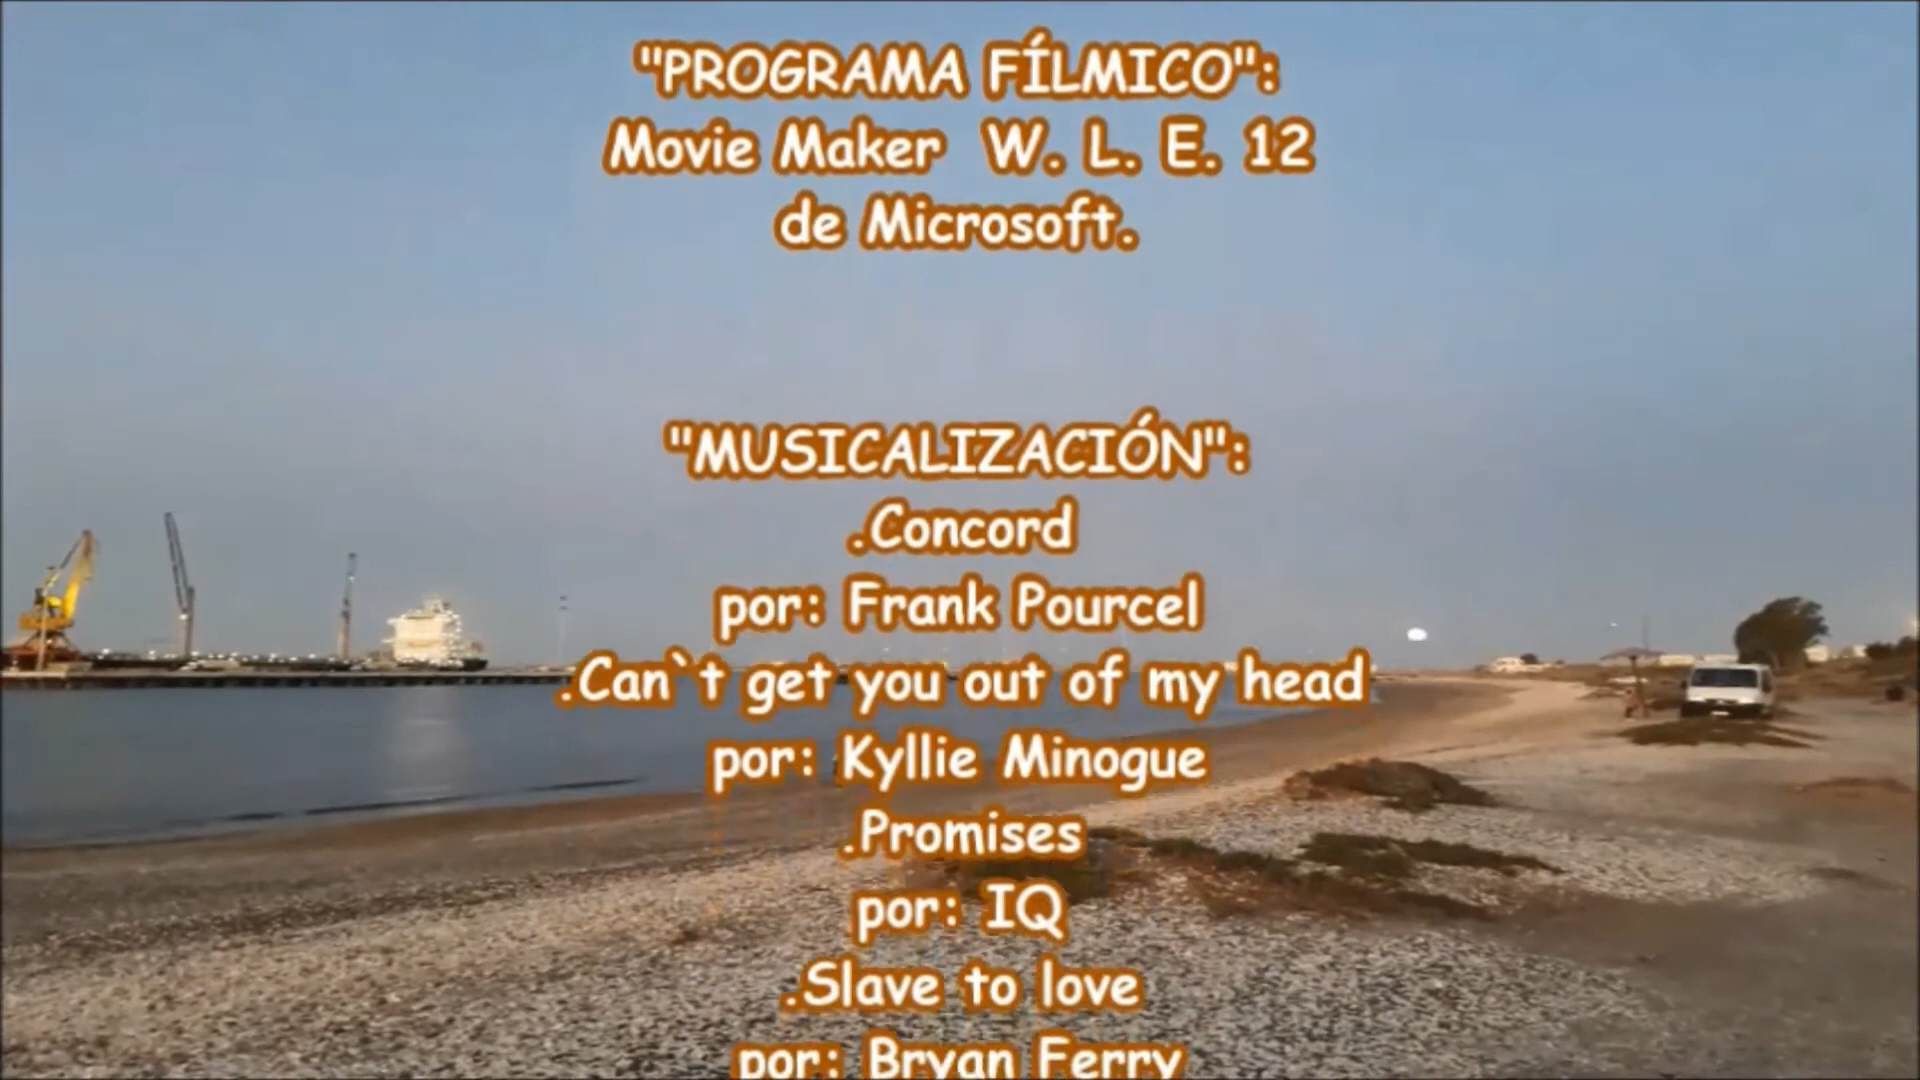 "PROGRAMA FÍLMICO":
Movie Maker  W. L. E. 12
de Microsoft.
"MUSICALIZACIÓN":
.Concord
por: Frank Pourcel
.Can`t get you out of my head
por: Kyllie Minogue
.Promises
por: IQ
.Slave to love
por: Bryan Ferry